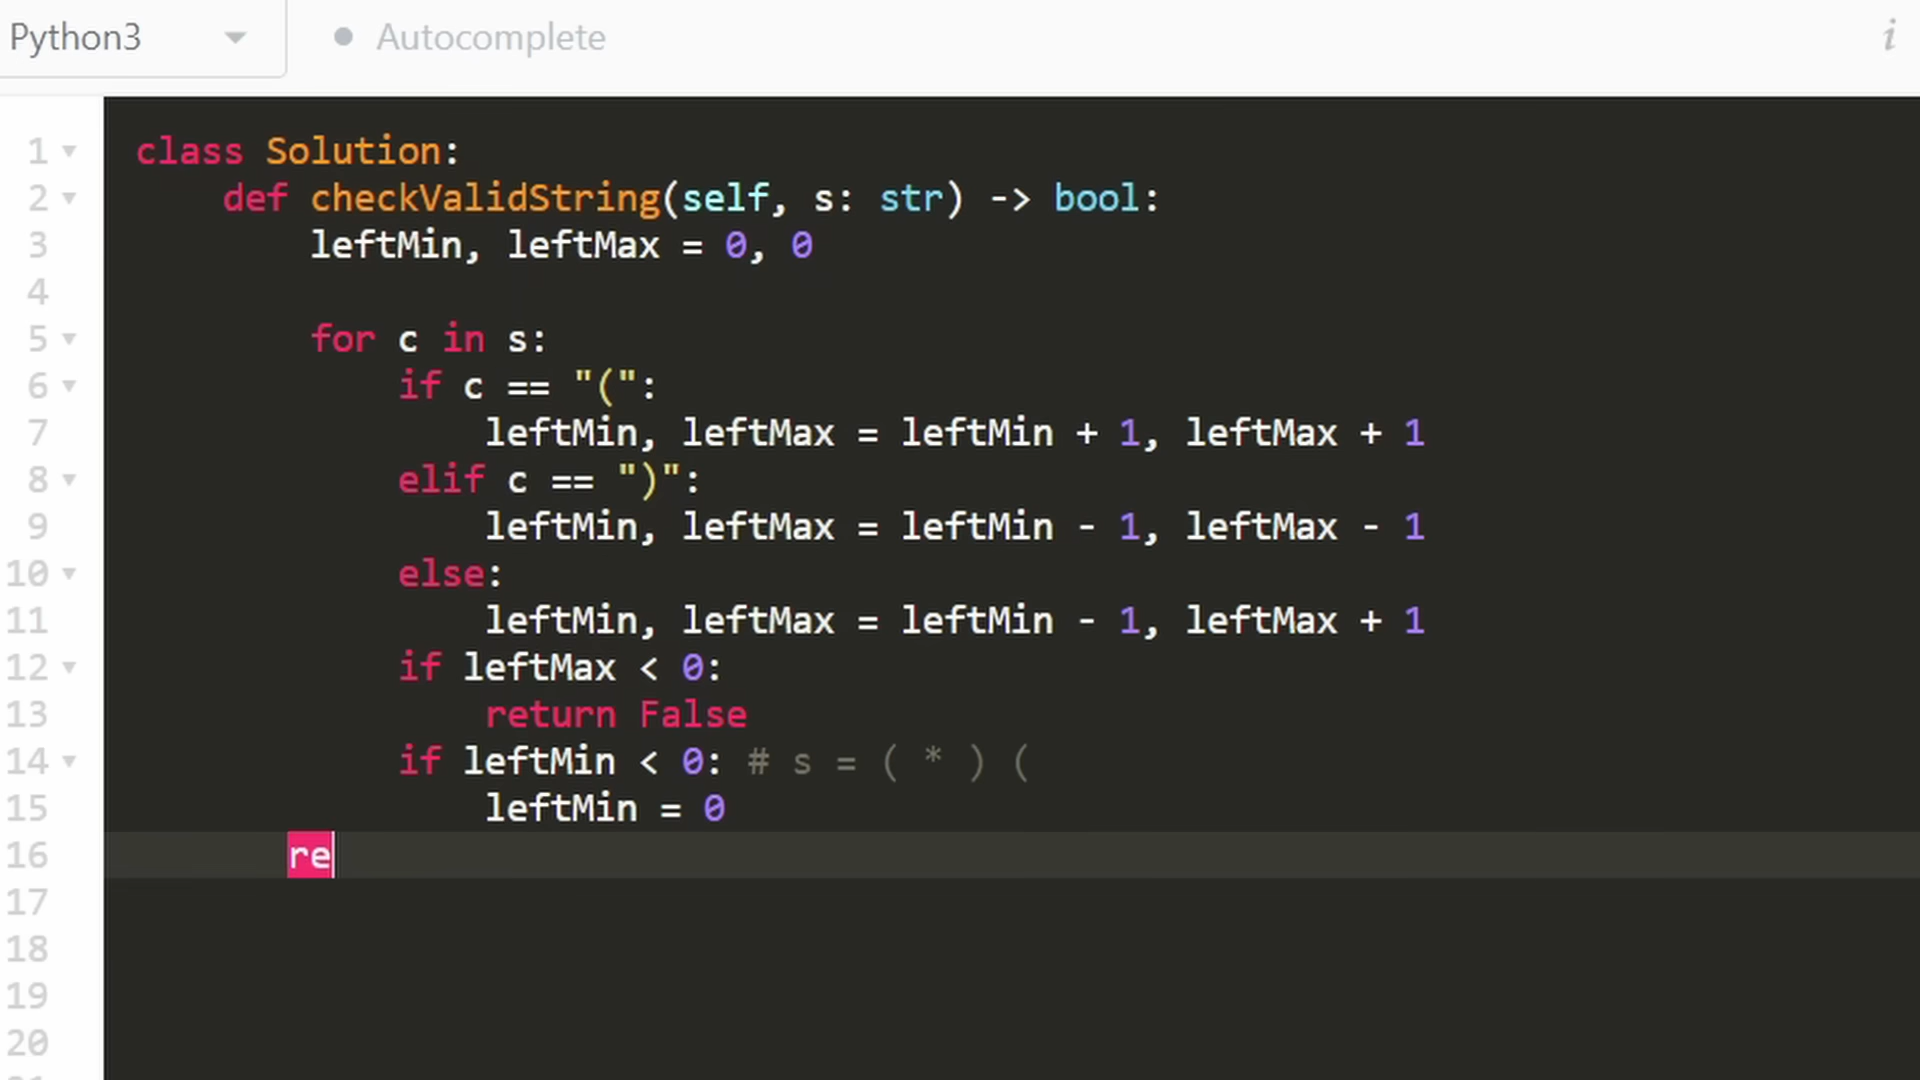 Python3
Autocomplete
i
1 class Solution:
2 def checkValidString(self, s: str) -> bool:
3 leftMin, leftMax = 0, 0
4
5 for c in s:
6 if c == "(":
7 leftMin, leftMax = leftMin + 1, leftMax + 1
8 elif c == ")":
9 leftMin, leftMax = leftMin - 1, leftMax - 1
10 else:
11 leftMin, leftMax = leftMin - 1, leftMax + 1
12 if leftMax < 0:
13 return False
14 if leftMin < 0: # s = ( * ) (
15 leftMin = 0
16 re
17
18
19
20